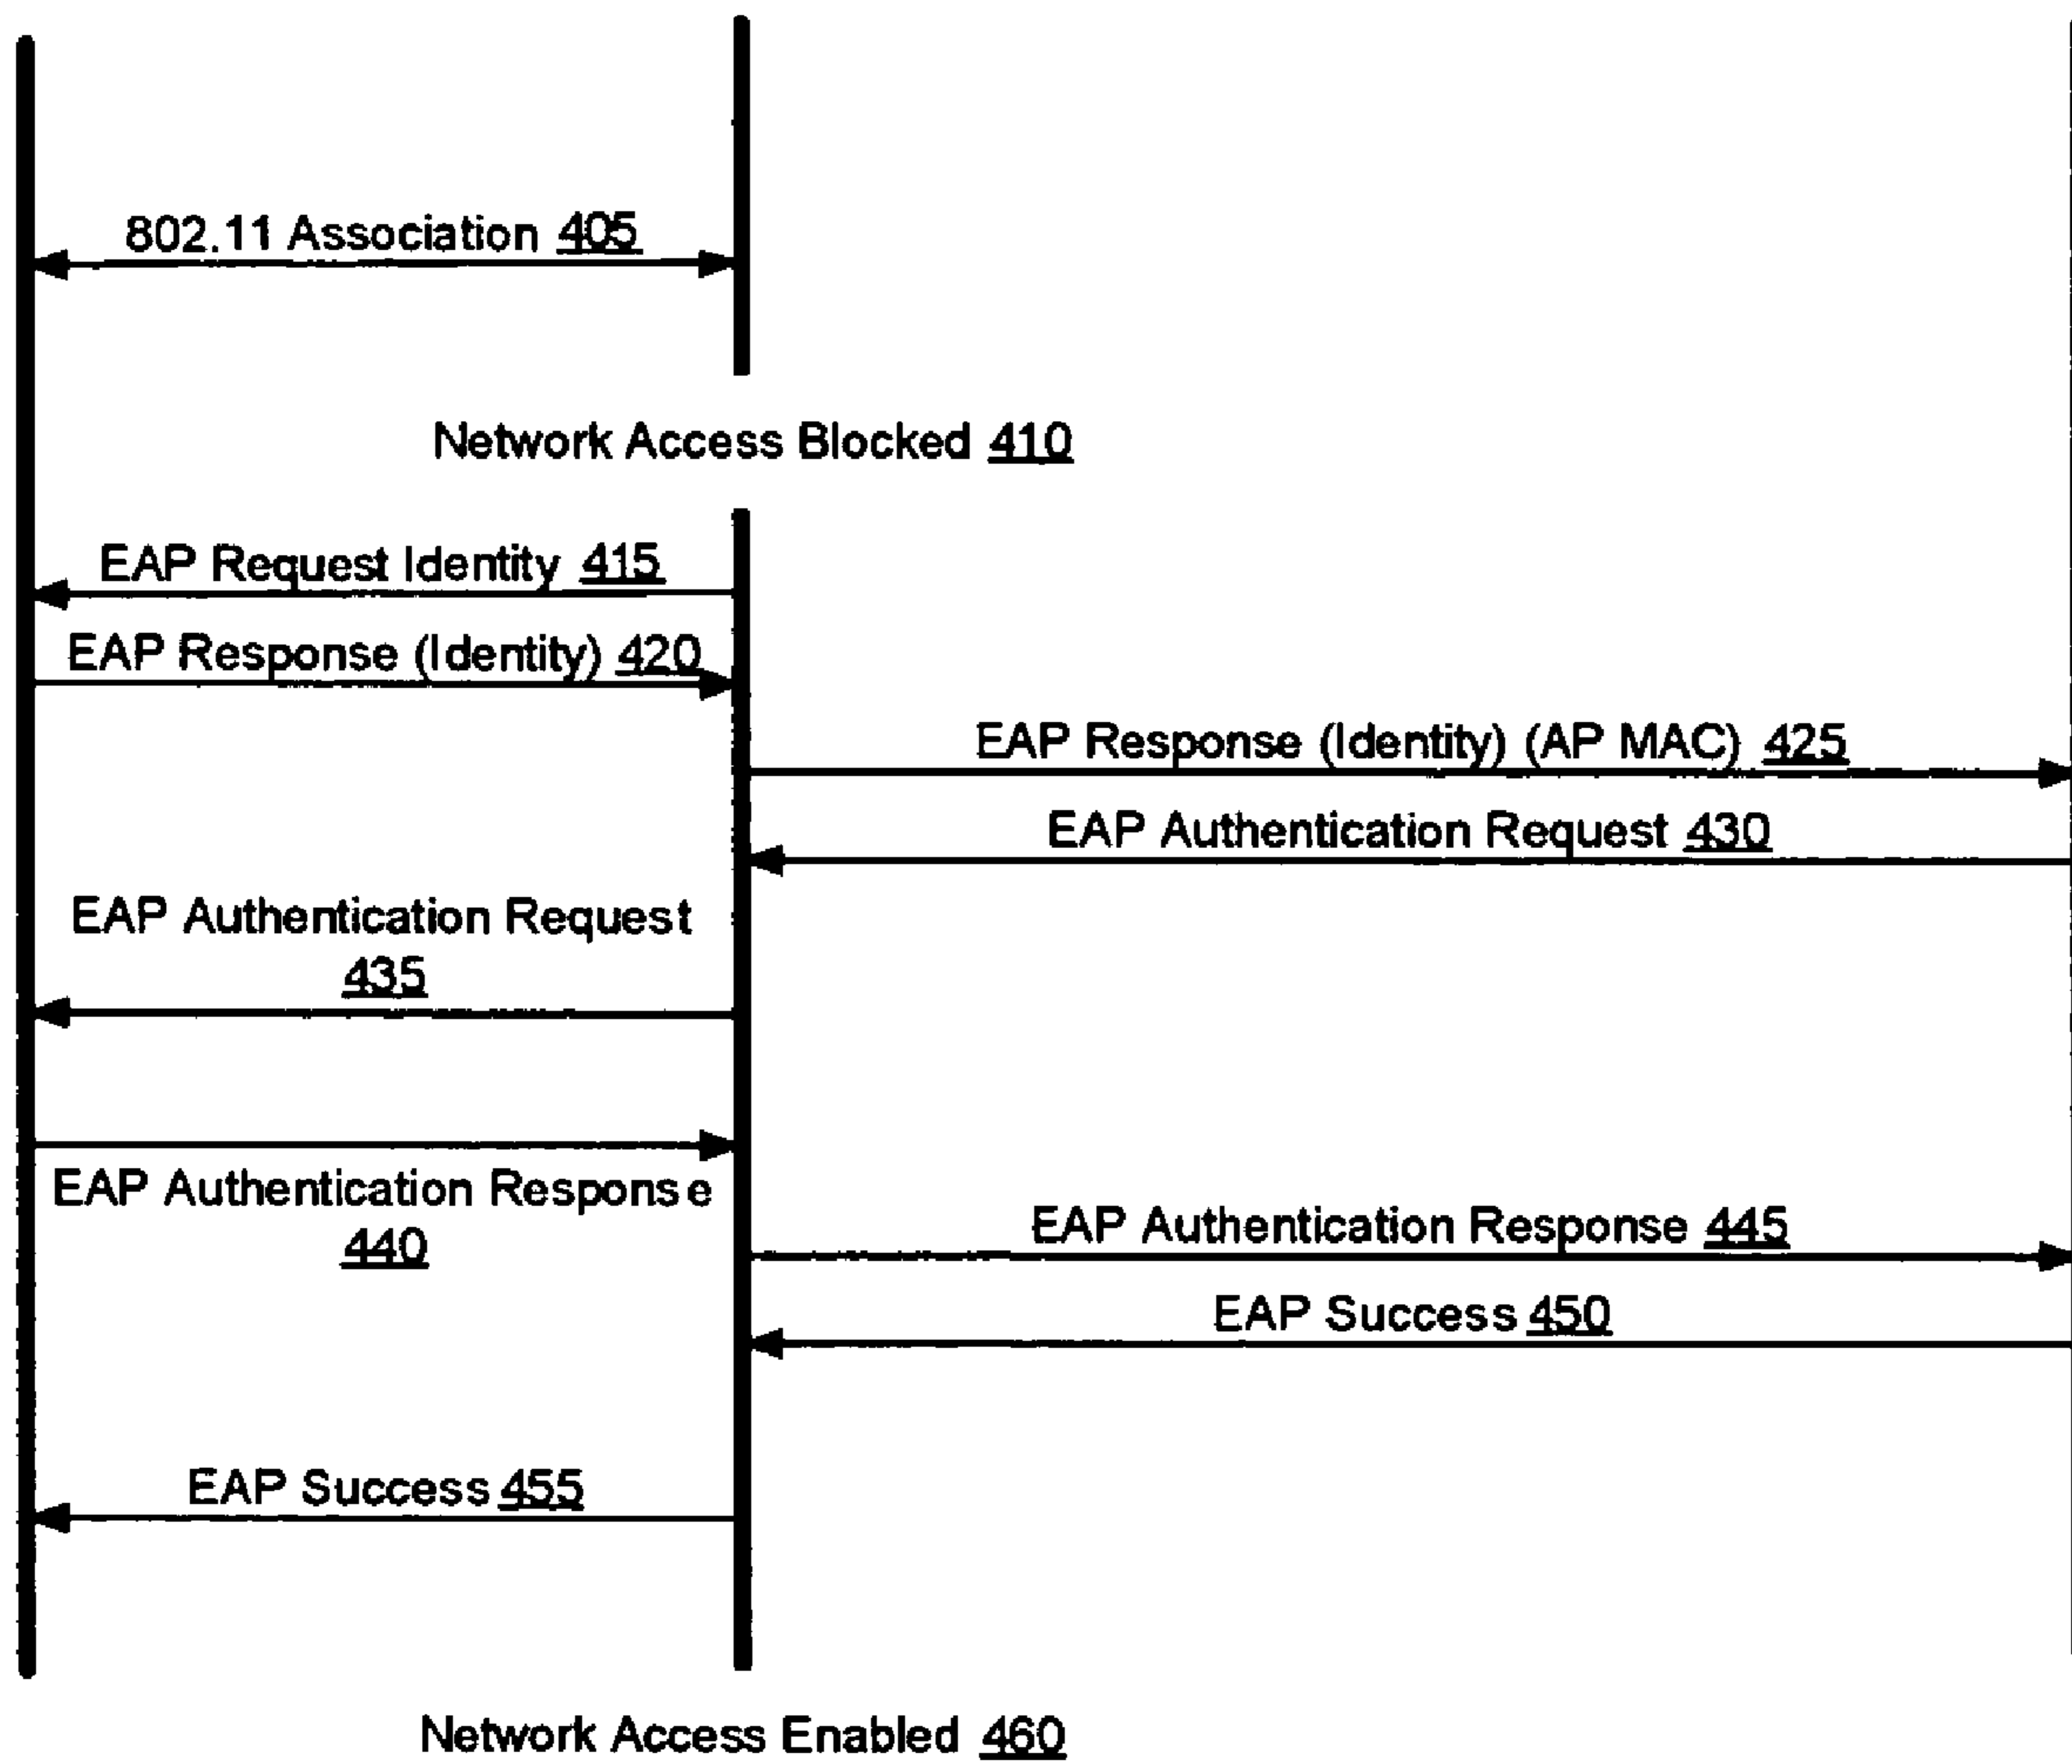 802.11 Association 405
Network Access Blocked 410
EAP Request Identity 415
EAP Response (Identity) 420
EAP Response (Identity) (AP MAC) 425
EAP Authentication Request 430
EAP Authentication Request
435
EAP Authentication Response
440
EAP Authentication Response 445
EAP Success 450
EAP Success 455
Network Access Enabled 460